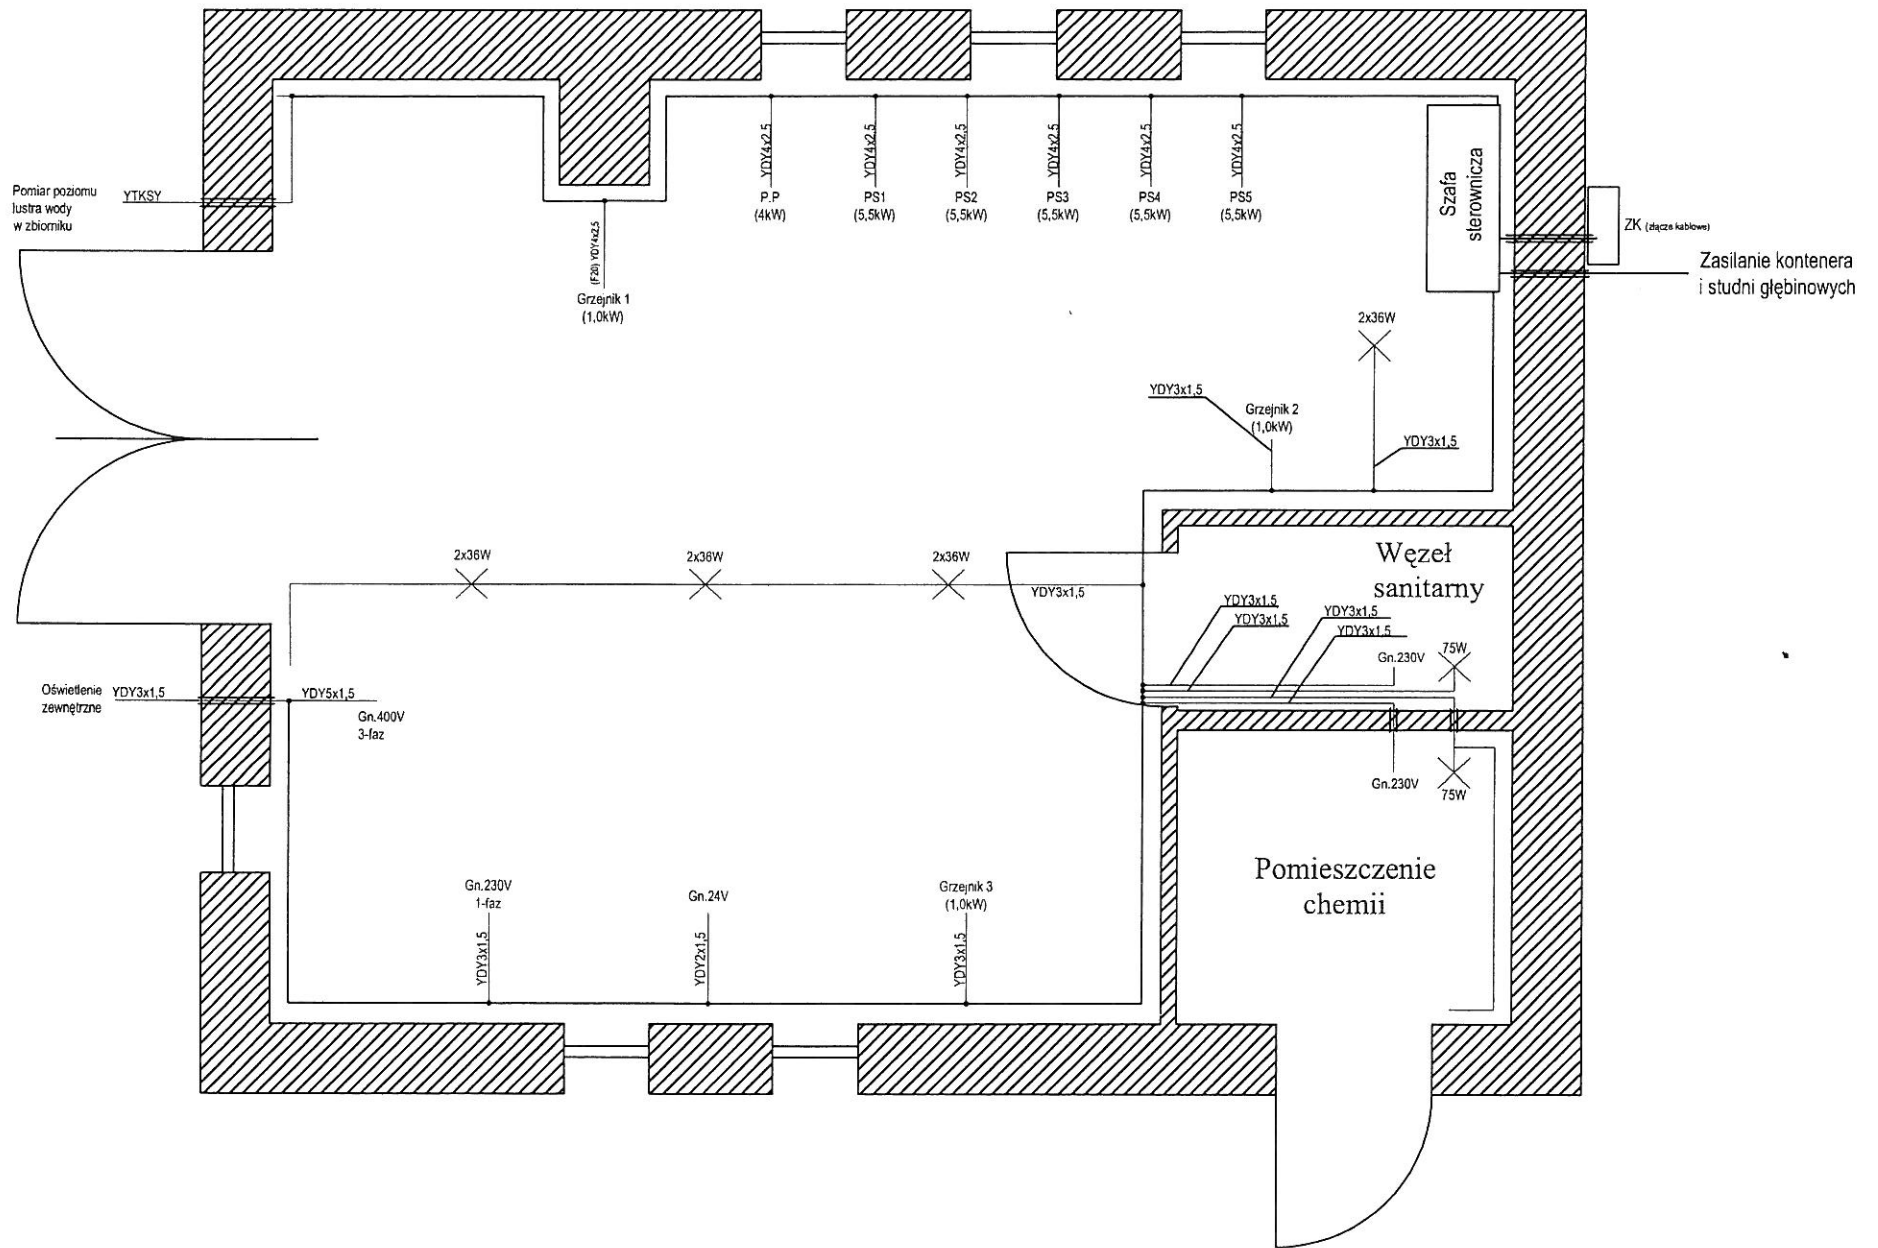 Pomiar poziomu
lustra wody
w zbiorniku
YTKSY
YDY4x2,5
YDY4x2,5
YDY4x2,5
YDY4x2,5
YDY4x2,5
YDY4x2,5
P.P
(4kW)
PS1
(5,5kW)
PS2
(5,5kW)
PS3
(5,5kW)
PS4
(5,5kW)
PS5
(5,5kW)
Szafa
sterownicza
ZK (złącze kablowe)
Zasilanie kontenera
i studni głębinowych
(F20) YDY4x2,5
Grzejnik 1
(1,0kW)
2x36W
YDY3x1,5
Grzejnik 2
(1,0kW)
YDY3x1,5
2x36W
2x36W
2x36W
YDY3x1,5
Węzeł
sanitarny
YDY3x1,5
YDY3x1,5
YDY3x1,5
YDY3x1,5
Gn.230V
75W
Oświetlenie
zewnętrzne
YDY3x1,5
YDY5x1,5
Gn.400V
3-faz
Gn.230V
75W
Pomieszczenie
chemii
Gn.230V
1-faz
YDY3x1,5
Gn.24V
YDY2x1,5
Grzejnik 3
(1,0kW)
YDY3x1,5